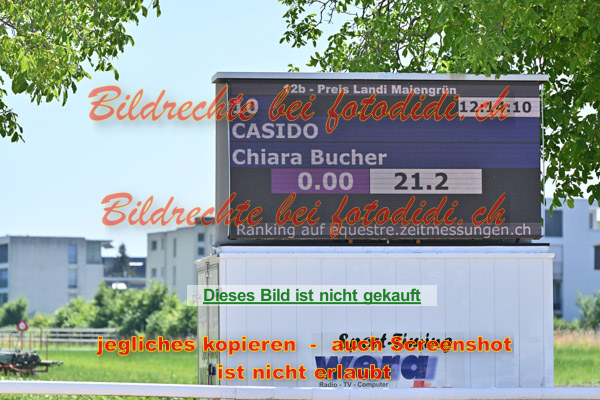 12b - Preis Landi Maiengrün
12:14:10
Bildrechte bei fotodidi.ch
CASIDO
Chiara Bucher
0.00 21.2
Bildrechte bei fotodidi.ch
Ranking auf equestre.zeitmessungen.ch
Dieses Bild ist nicht gekauft
Sport-Timing
jegliches kopieren - auch Screenshot
ist nicht erlaubt
Radio - TV - Computer